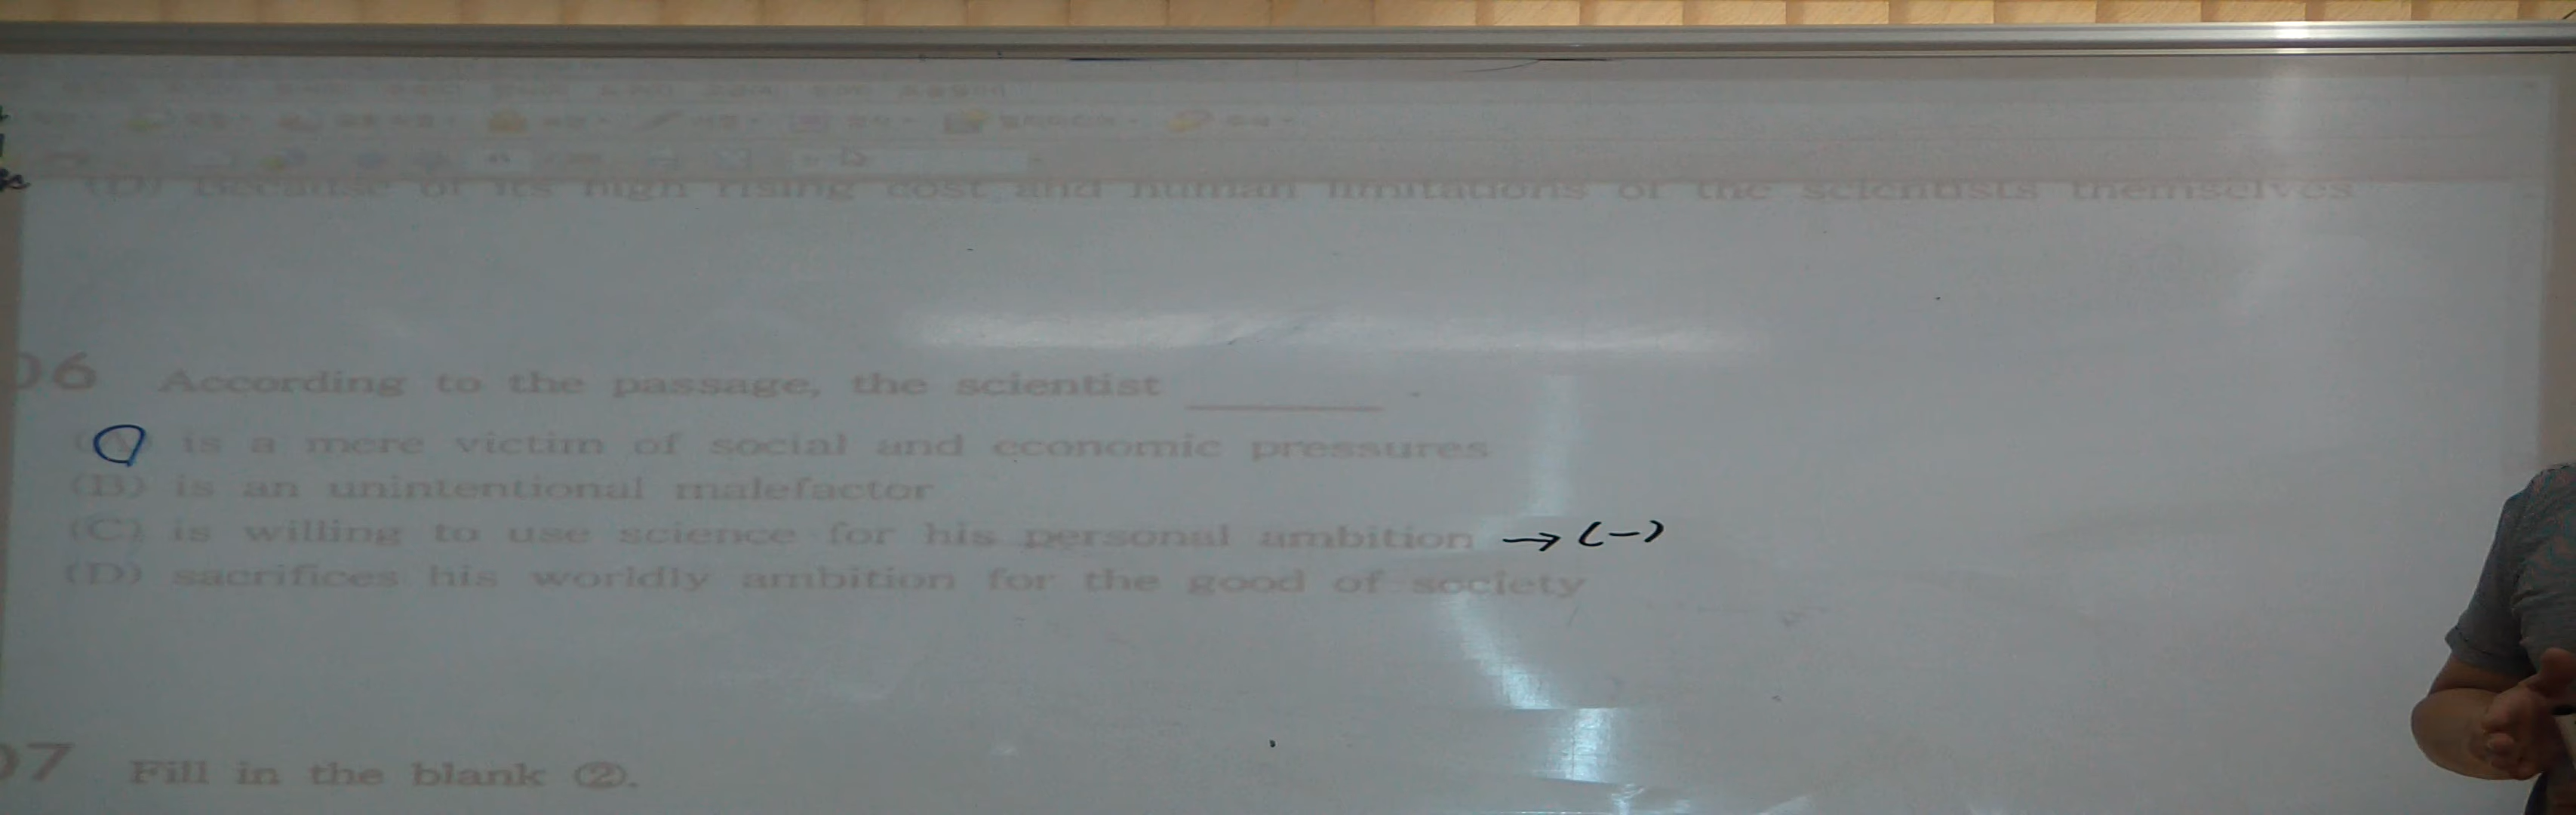 (D) Because of its high rising cost and human limitations of the scientists themselves
06 According to the passage, the scientist ________ .
(A) is a mere victim of social and economic pressures
(B) is an unintentional malefactor
(C) is willing to use science for his personal ambition → (-)
(D) sacrifices his worldly ambition for the good of society
07 Fill in the blank ②.